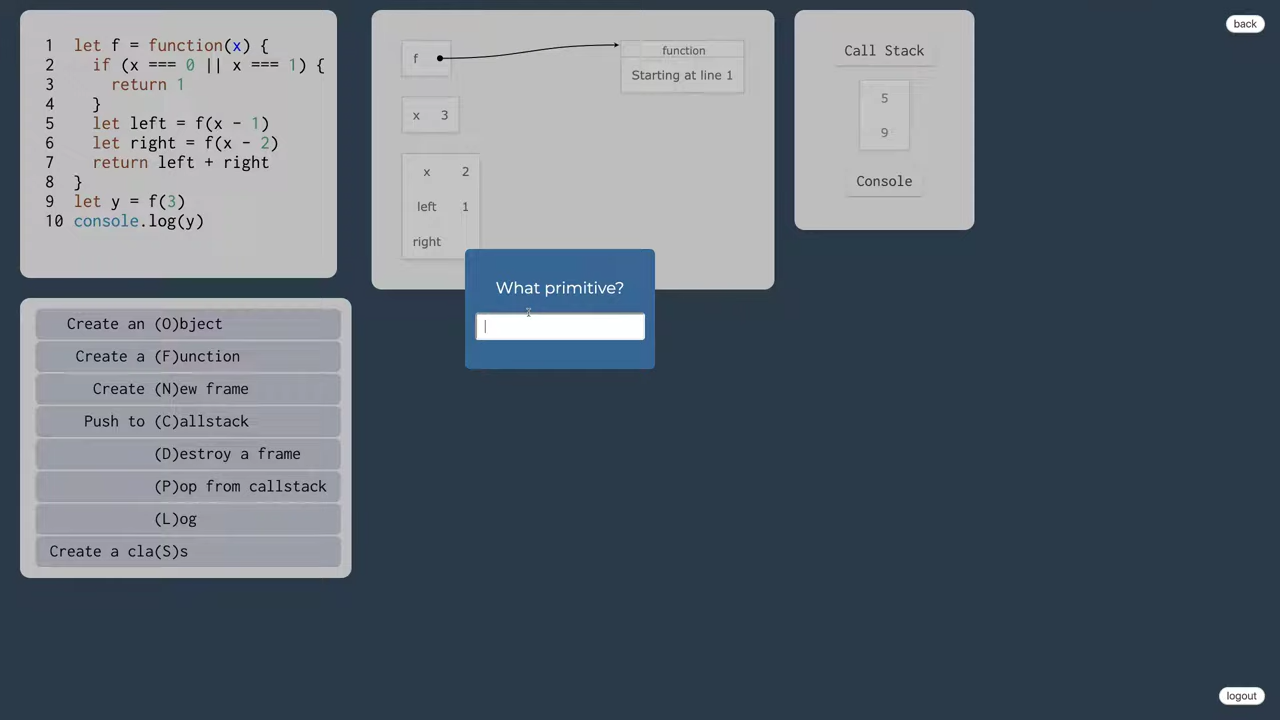 1 let f = function(x) {
2 if (x === 0 || x === 1) {
3 return 1
4 }
5 let left = f(x - 1)
6 let right = f(x - 2)
7 return left + right
8 }
9 let y = f(3)
10 console.log(y)
f
function
Starting at line 1
x 3
x 2
left 1
right
Call Stack
5
9
Console
back
What primitive?
Create an (O)bject
Create a (F)unction
Create (N)ew frame
Push to (C)allstack
(D)estroy a frame
(P)op from callstack
(L)og
Create a cla(S)s
logout